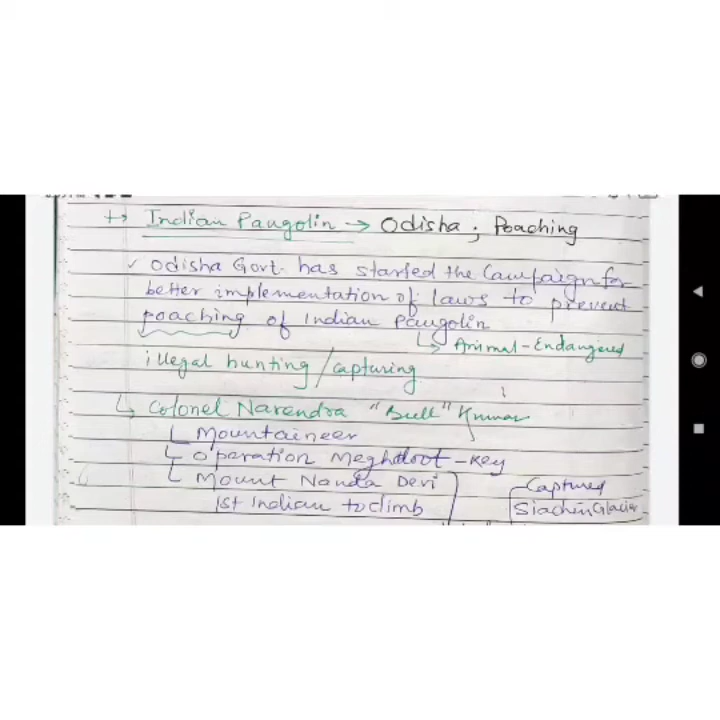 ↳ Indian Pangolin → Odisha ; Poaching
✓ Odisha Govt. has started the Campaign for
better implementation of laws to prevent
poaching of Indian Pangolin
↳ Animal - Endangered
illegal hunting / capturing
↳ Colonel Narendra "Bull" Kumar
Mountaineer
Operation Meghdoot - Key
Mount Nanda Devi
1st Indian to climb
Captured
Siachin Glacier